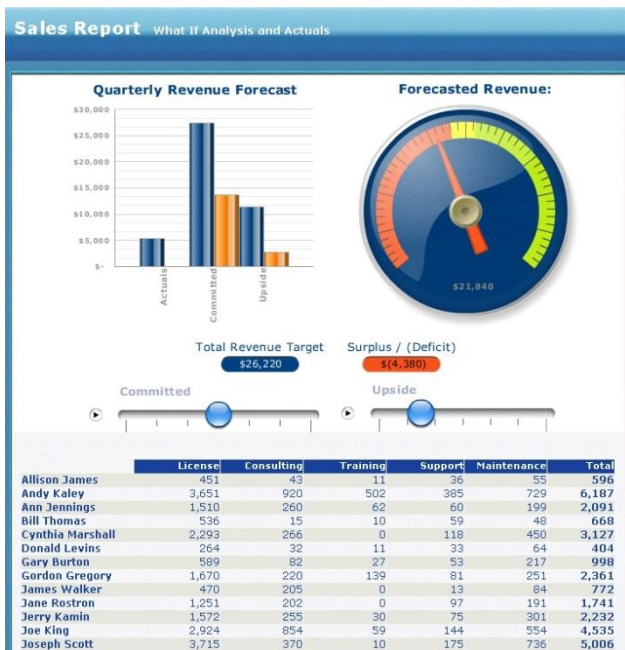 Sales Report What If Analysis and Actuals
Quarterly Revenue Forecast
$30,000
$25,000
$20,000
$15,000
$10,000
$5,000
$-
Actuals
Committed
Upside
Forecasted Revenue:
$21,840
Total Revenue Target Surplus / (Deficit)
$26,220 $(4,380)
Committed Upside
License Consulting Training Support Maintenance Total
Allison James 451 43 11 36 55 596
Andy Kaley 3,651 920 502 385 729 6,187
Ann Jennings 1,510 260 62 60 199 2,091
Bill Thomas 536 15 10 59 48 668
Cynthia Marshall 2,293 266 0 118 450 3,127
Donald Levins 264 32 11 33 64 404
Gary Burton 589 82 27 53 217 998
Gordon Gregory 1,670 220 139 81 251 2,361
James Walker 470 205 0 13 84 772
Jane Rostron 1,251 202 0 97 191 1,741
Jerry Kamin 1,572 255 30 75 301 2,232
Joe King 2,924 854 59 144 554 4,535
Joseph Scott 3,715 370 10 175 736 5,006